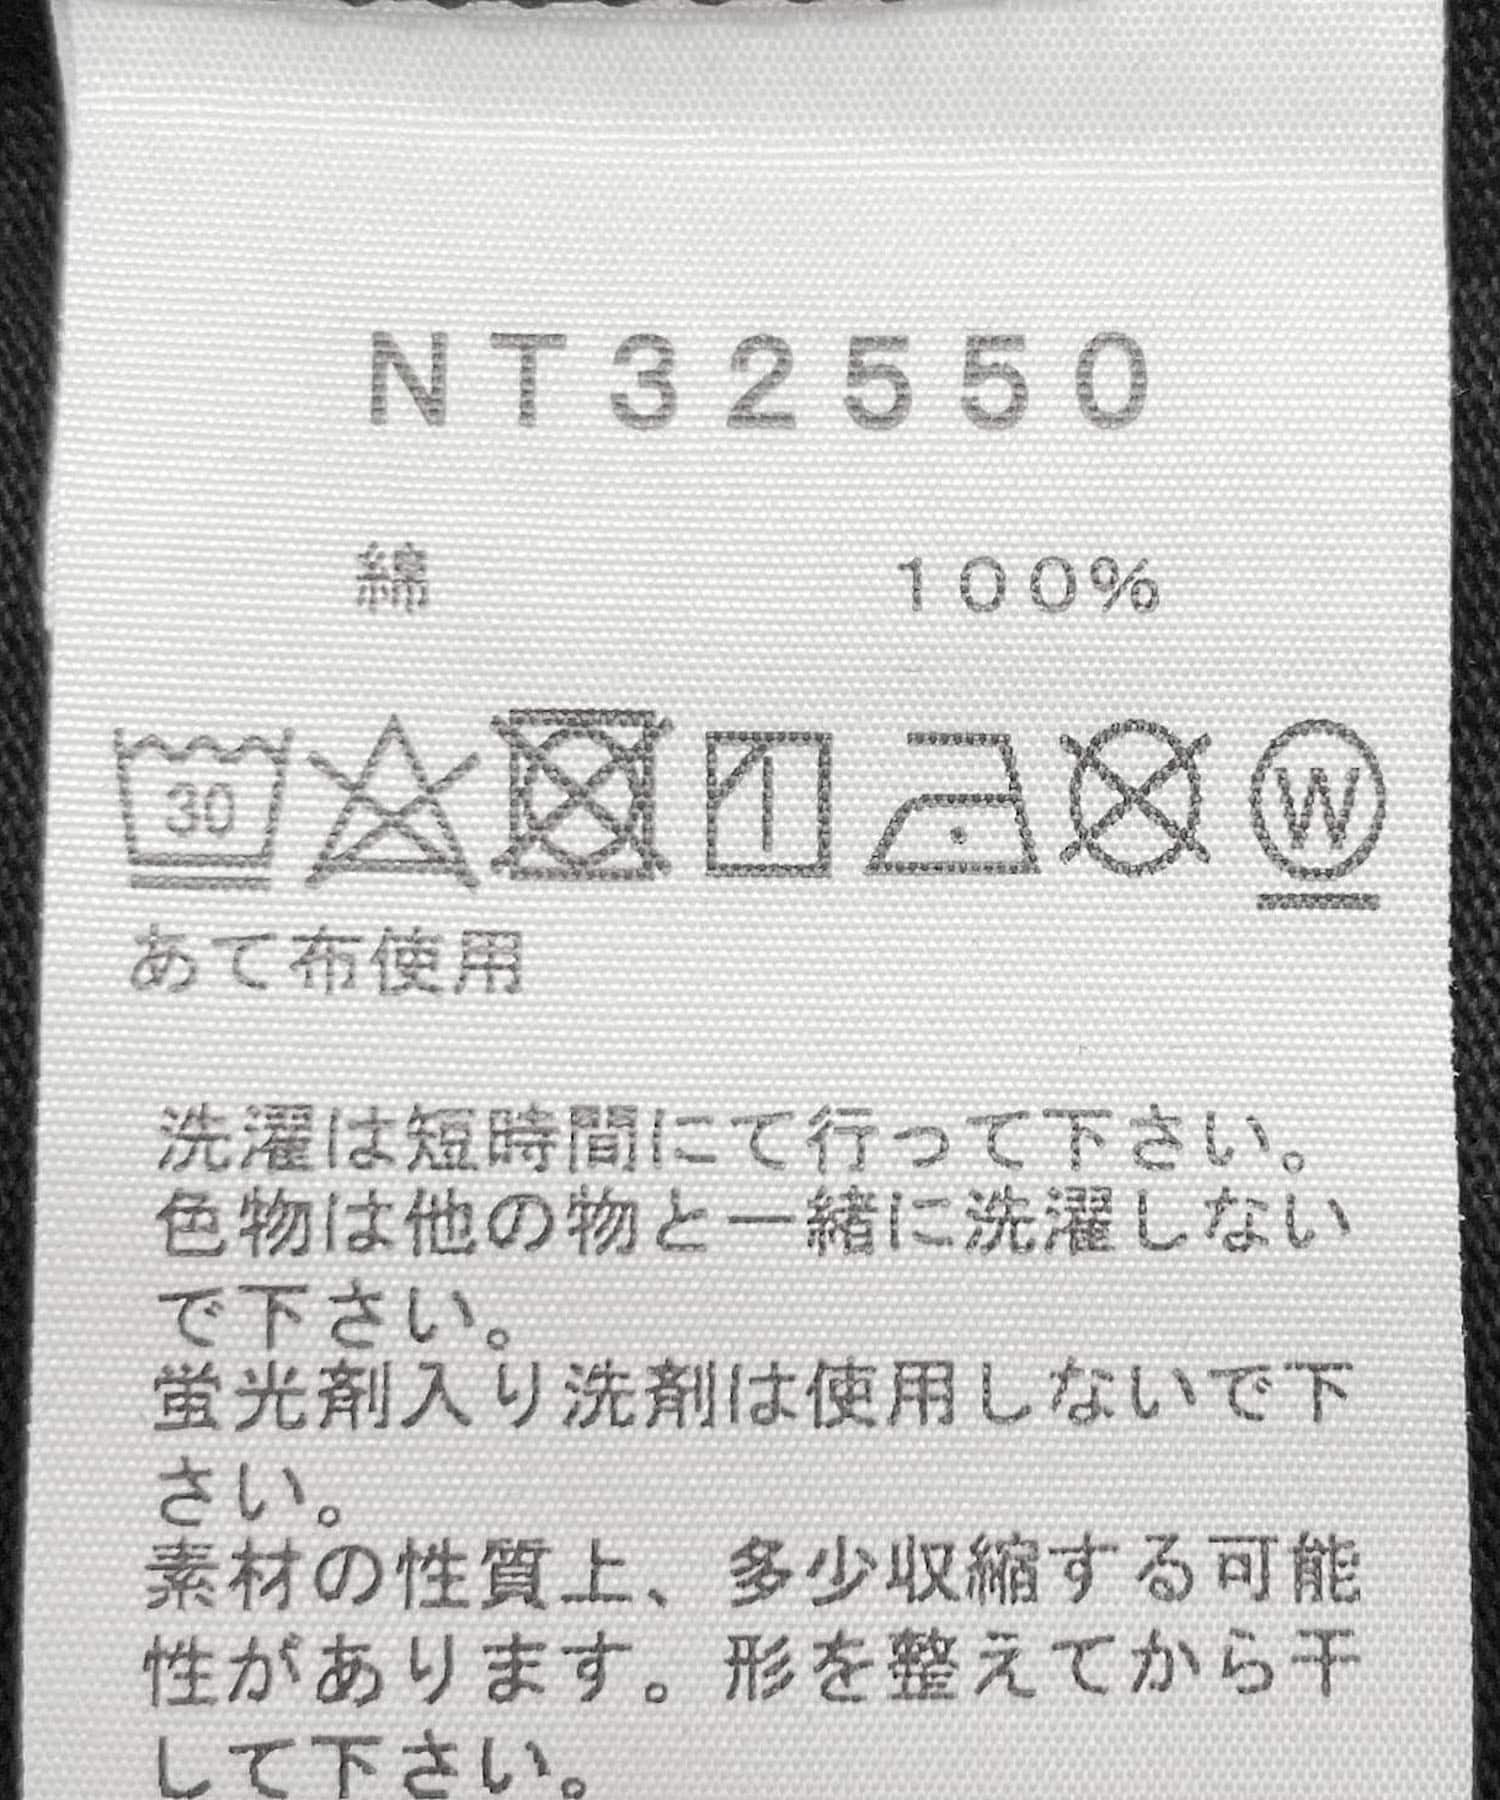 NT32550
綿 100%
30 W
あて布使用
洗濯は短時間にて行って下さい。
色物は他の物と一緒に洗濯しない
で下さい。
蛍光剤入り洗剤は使用しないで下
さい。
素材の性質上、多少収縮する可能
性があります。形を整えてから干
して下さい。